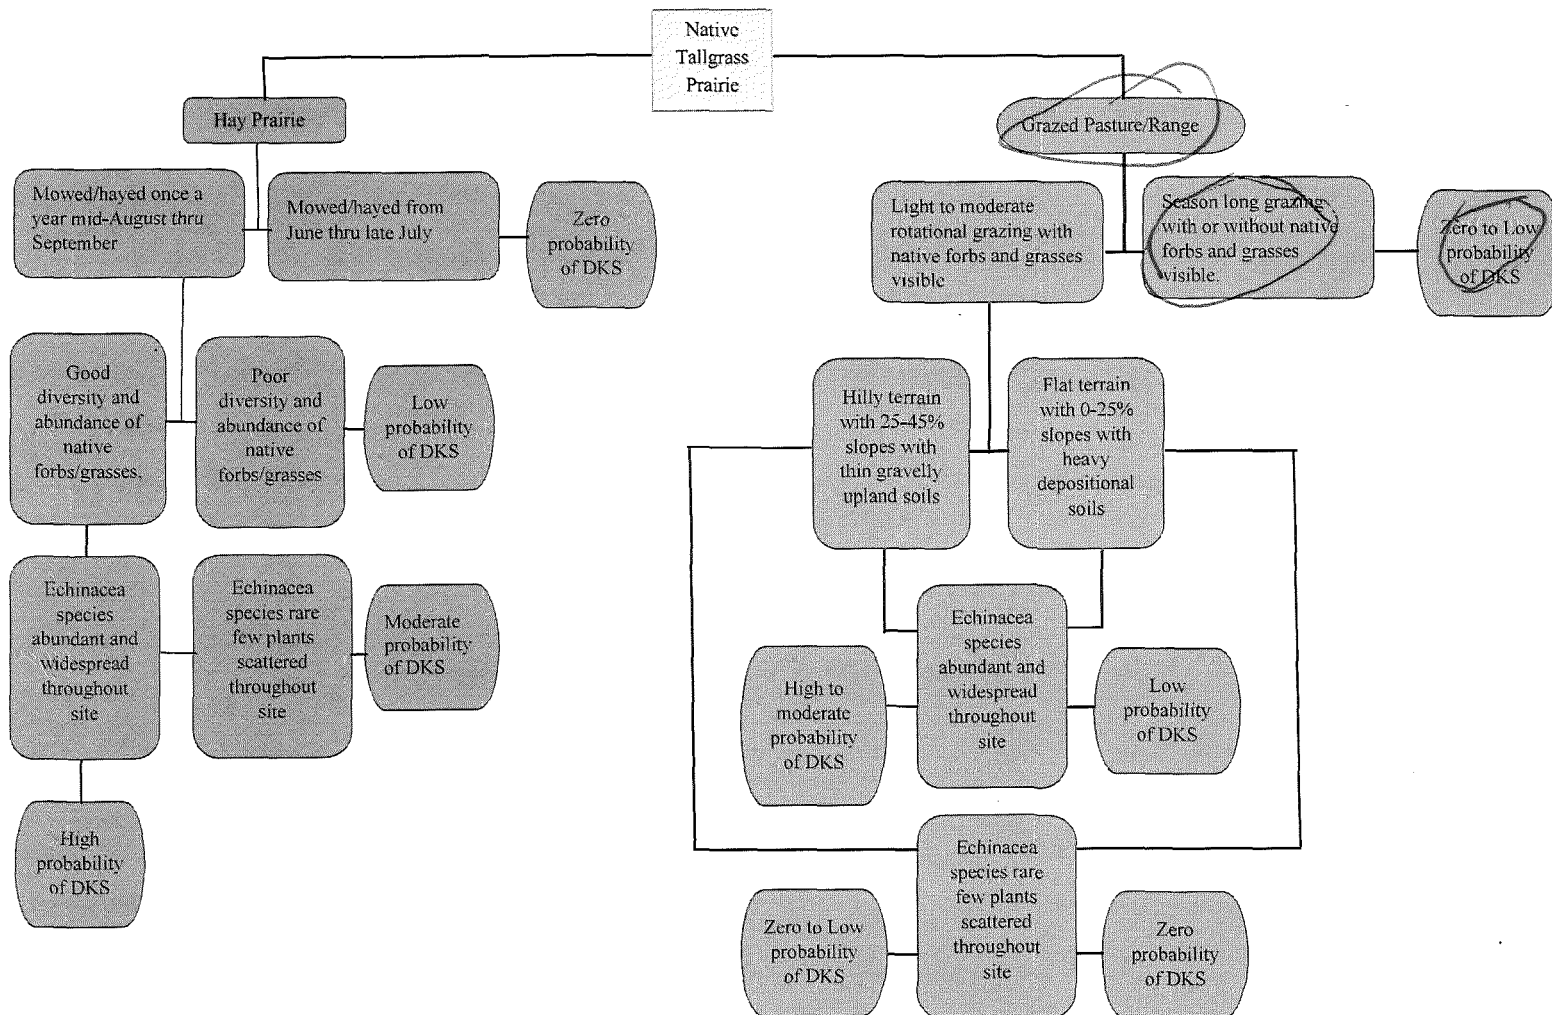 Native
Tallgrass
Prairie
Hay Prairie
Grazed Pasture/Range
Mowed/hayed once a
year mid-August thru
September
Mowed/hayed from
June thru late July
Zero
probability
of DKS
Light to moderate
rotational grazing with
native forbs and grasses
visible
Season long grazing
with or without native
forbs and grasses
visible.
Zero to Low
probability
of DKS
Good
diversity and
abundance of
native
forbs/grasses.
Poor
diversity and
abundance of
native
forbs/grasses
Low
probability
of DKS
Hilly terrain
with 25-45%
slopes with
thin gravelly
upland soils
Flat terrain
with 0-25%
slopes with
heavy
depositional
soils
Echinacea
species
abundant and
widespread
throughout
site
Echinacea
species rare
few plants
scattered
throughout
site
Moderate
probability
of DKS
High
probability
of DKS
High to
moderate
probability
of DKS
Echinacea
species
abundant and
widespread
throughout
site
Low
probability
of DKS
Zero to Low
probability
of DKS
Echinacea
species rare
few plants
scattered
throughout
site
Zero
probability
of DKS